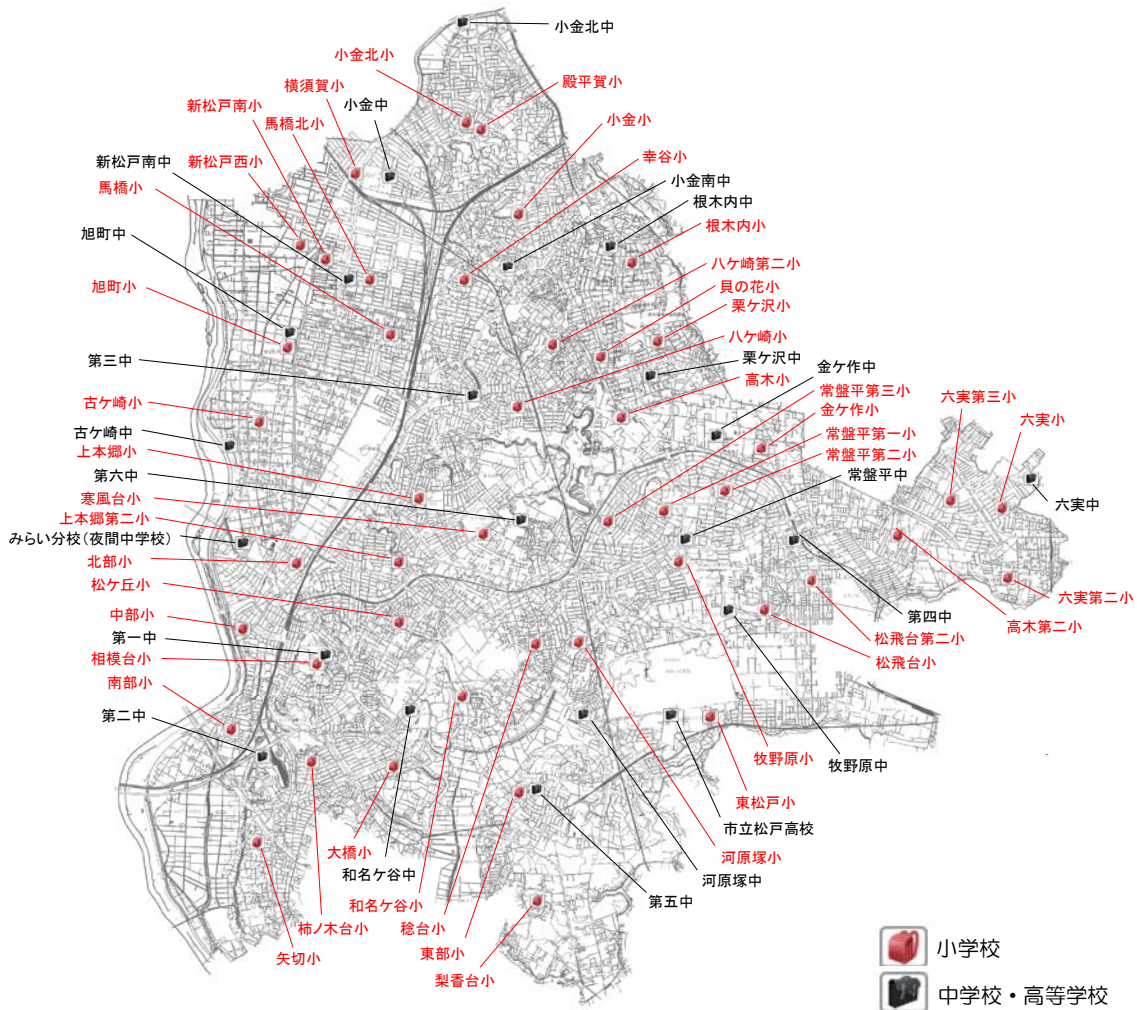 小金北中
小金北小
殿平賀小
横須賀小
小金中
新松戸南小
馬橋北小
小金小
新松戸南中
新松戸西小
幸谷小
小金南中
馬橋小
根木内中
根木内小
旭町中
八ケ崎第二小
旭町小
貝の花小
栗ケ沢小
八ケ崎小
第三中
栗ケ沢中
金ケ作中
高木小
常盤平第三小
古ケ崎小
金ケ作小
六実第三小
六実小
古ケ崎中
常盤平第一小
上本郷小
常盤平第二小
第六中
常盤平中
寒風台小
六実中
上本郷第二小
みらい分校(夜間中学校)
北部小
松ケ丘小
六実第二小
中部小
第四中
高木第二小
第一中
松飛台第二小
相模台小
松飛台小
南部小
第二中
牧野原小
牧野原中
東松戸小
市立松戸高校
大橋小
河原塚小
和名ケ谷中
河原塚中
和名ケ谷小
第五中
柿ノ木台小
稔台小
東部小
矢切小
梨香台小
小学校
中学校・高等学校